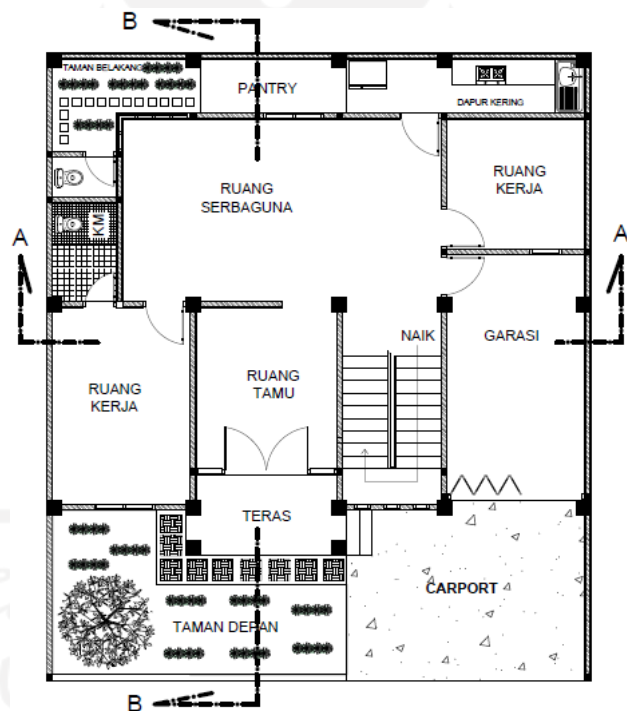 B
TAMAN BELAKANG
PANTRY
DAPUR KERING
RUANG
SERBAGUNA
RUANG
KERJA
KM
A
A
NAIK
GARASI
RUANG
KERJA
RUANG
TAMU
TERAS
CARPORT
TAMAN DEPAN
B